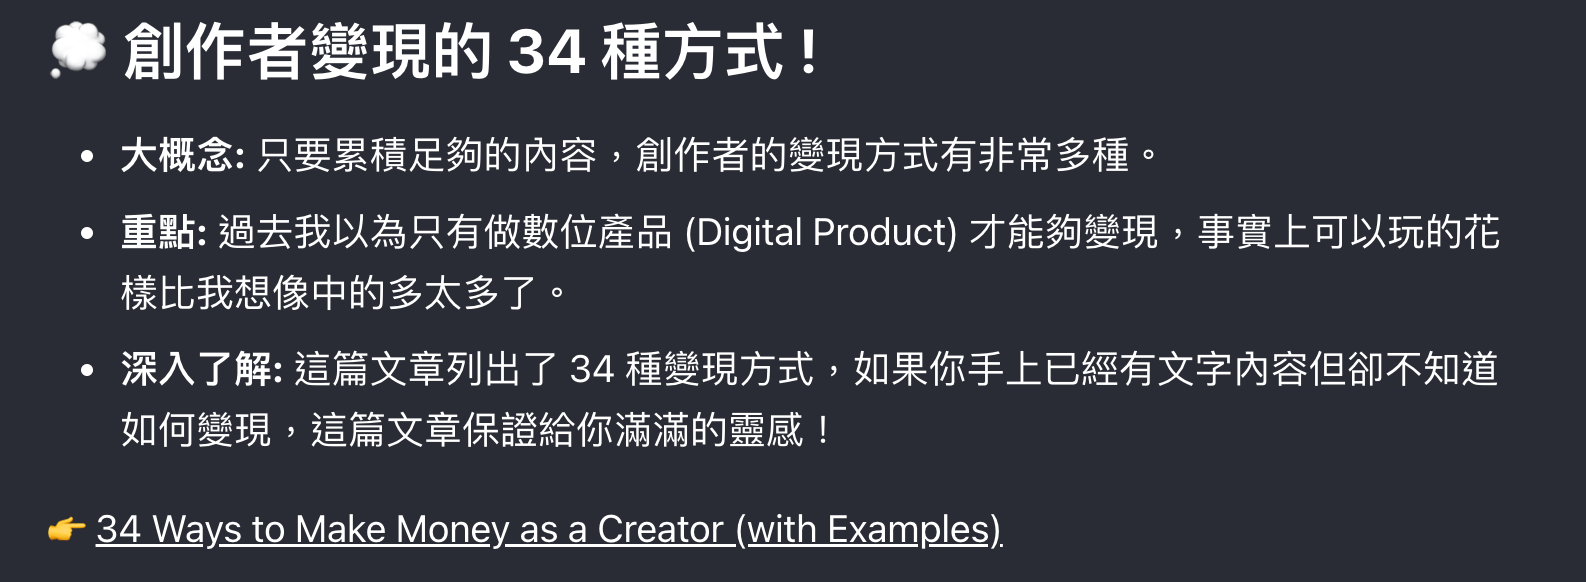 💭 創作者變現的 34 種方式！
• 大概念: 只要累積足夠的內容，創作者的變現方式有非常多種。
• 重點: 過去我以為只有做數位產品 (Digital Product) 才能夠變現，事實上可以玩的花
樣比我想像中的多太多了。
• 深入了解: 這篇文章列出了 34 種變現方式，如果你手上已經有文字內容但卻不知道
如何變現，這篇文章保證給你滿滿的靈感！
👉 34 Ways to Make Money as a Creator (with Examples)